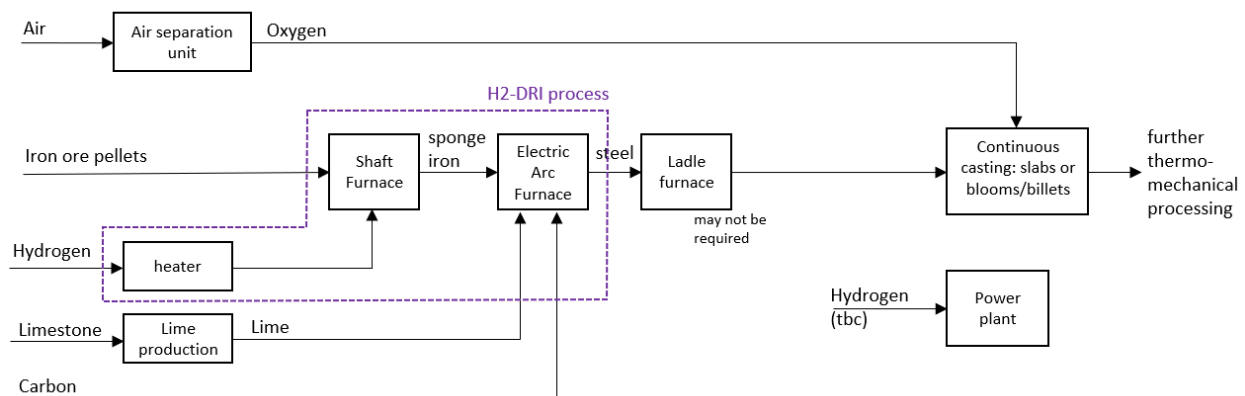 Air
Air separation
unit
Oxygen
H2-DRI process
Iron ore pellets
Shaft
Furnace
sponge
iron
Electric
Arc
Furnace
steel
Ladle
furnace
may not be
required
Continuous
casting: slabs or
blooms/billets
further
thermo-
mechanical
processing
Hydrogen
heater
Hydrogen
(tbc)
Power
plant
Limestone
Lime
production
Lime
Carbon